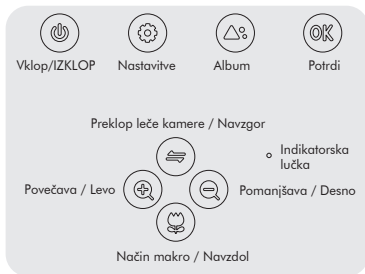 OK
Vklop/IZKLOP Nastavitve Album Potrdi
Preklop leče kamere / Navzgor
Indikatorska
lučka
Povečava / Levo Pomanjšava / Desno
Način makro / Navzdol